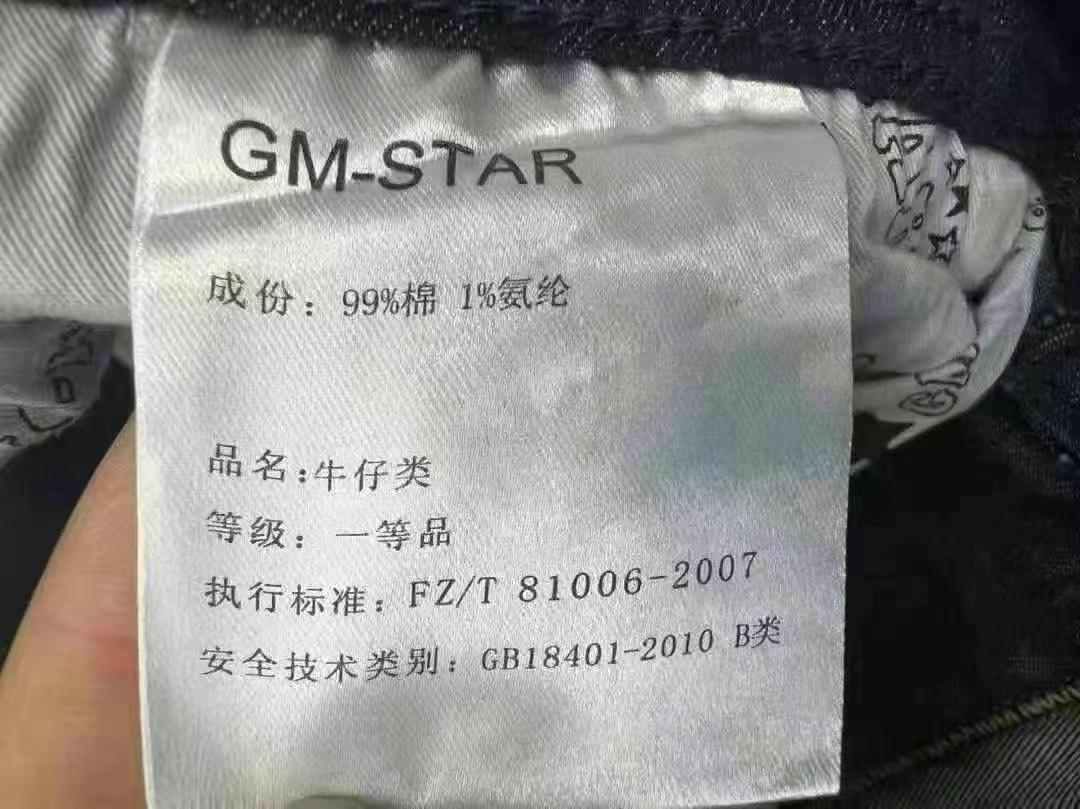 GM-STAR
成份：99%棉 1%氨纶
品名:牛仔类
等级：一等品
执行标准：FZ/T 81006-2007
安全技术类别：GB18401-2010 B类